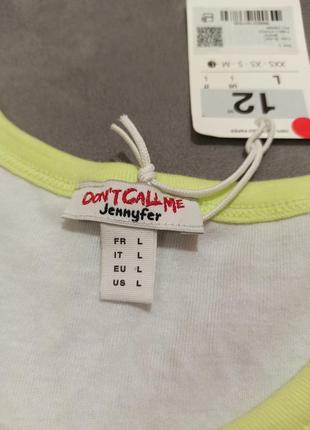 DON'T CALL ME
Jennyfer
FR L
IT L
EU L
US L
XXS - XS - S - M
L
12